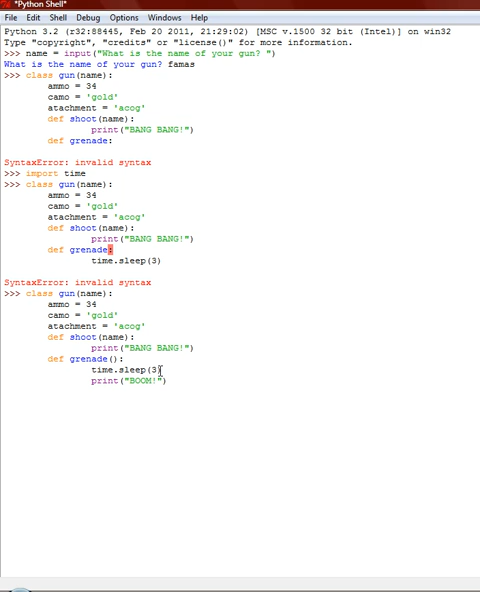 *Python Shell*
File Edit Shell Debug Options Windows Help
Python 3.2 (r32:88445, Feb 20 2011, 21:29:02) [MSC v.1500 32 bit (Intel)] on win32
Type "copyright", "credits" or "license()" for more information.
>>> name = input("What is the name of your gun? ")
What is the name of your gun? famas
>>> class gun(name):
        ammo = 34
        camo = 'gold'
        atachment = 'acog'
        def shoot(name):
                print("BANG BANG!")
        def grenade:
SyntaxError: invalid syntax
>>> import time
>>> class gun(name):
        ammo = 34
        camo = 'gold'
        atachment = 'acog'
        def shoot(name):
                print("BANG BANG!")
        def grenade:
                time.sleep(3)
SyntaxError: invalid syntax
>>> class gun(name):
        ammo = 34
        camo = 'gold'
        atachment = 'acog'
        def shoot(name):
                print("BANG BANG!")
        def grenade():
                time.sleep(3)
                print("BOOM!")